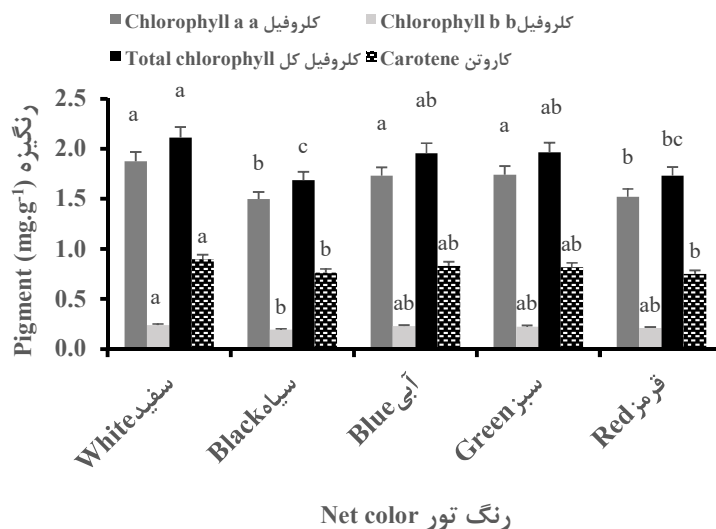 Chlorophyll a a کلروفیل Chlorophyll b b کلروفیل
Total chlorophyll کلروفیل کل Carotene کاروتن
2.5
2.0
1.5
1.0
0.5
0.0
Pigment (mg.g-1) رنگیزه
a a a a
b b c b
a ab ab ab
a ab ab ab
b ab bc b
Whiteسفید
Blackسیاه
Blueآبی
Greenسبز
Redقرمز
Net color رنگ تور